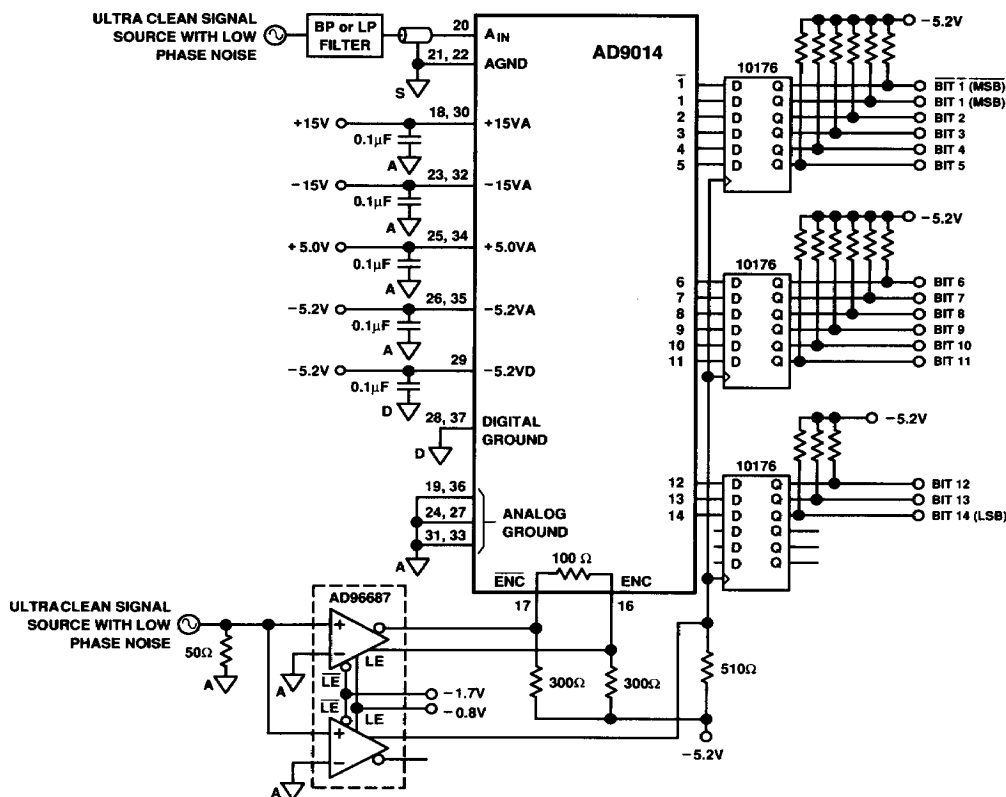 ULTRA CLEAN SIGNAL
SOURCE WITH LOW
PHASE NOISE
BP or LP
FILTER
20
AIN
21, 22
AGND
S
AD9014
18, 30
+15V
+15VA
0.1µF
A
23, 32
−15V
−15VA
0.1µF
A
25, 34
+5.0V
+5.0VA
0.1µF
A
26, 35
−5.2V
−5.2VA
0.1µF
A
29
−5.2V
−5.2VD
0.1µF
D
28, 37
DIGITAL
GROUND
D
19, 36
24, 27
31, 33
ANALOG
GROUND
A
100 Ω
ENC
ENC
17
16
−5.2V
10176
1 D Q BIT 1 (MSB)
1 D Q BIT 1 (MSB)
2 D Q BIT 2
3 D Q BIT 3
4 D Q BIT 4
5 D Q BIT 5
−5.2V
10176
6 D Q BIT 6
7 D Q BIT 7
8 D Q BIT 8
9 D Q BIT 9
10 D Q BIT 10
11 D Q BIT 11
−5.2V
10176
12 D Q BIT 12
13 D Q BIT 13
14 D Q BIT 14 (LSB)
D Q
D Q
D Q
ULTRA CLEAN SIGNAL
SOURCE WITH LOW
PHASE NOISE
50Ω
A
AD96687
+
−
A
LE
LE
−1.7V
LE
LE
−0.8V
+
−
A
300Ω
300Ω
510Ω
−5.2V